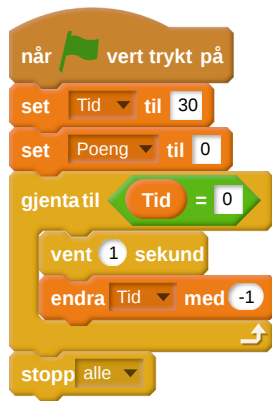 når vert trykt på
set Tid til 30
set Poeng til 0
gjenta til Tid = 0
vent 1 sekund
endra Tid med -1
stopp alle